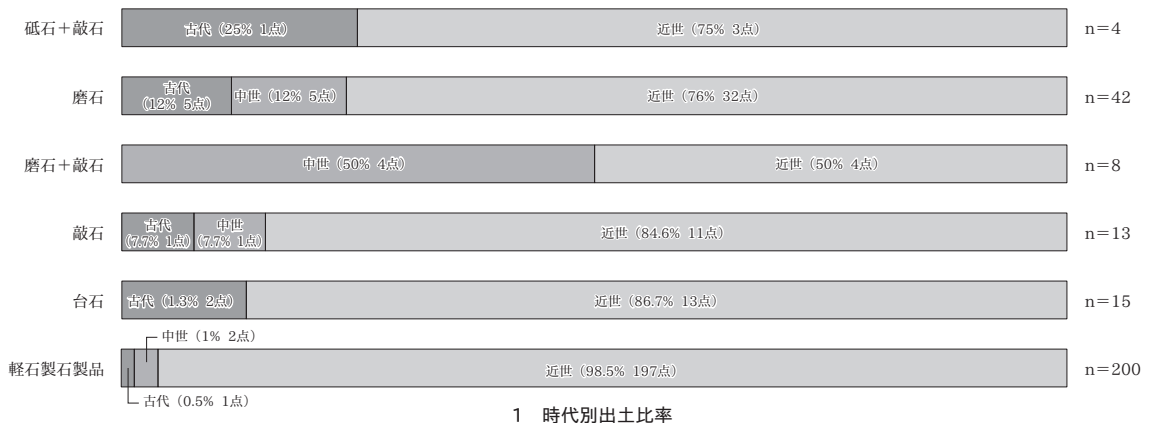 砥石＋敲石 古代（25% 1点） 近世（75% 3点） n＝4
磨石 古代（12% 5点） 中世（12% 5点） 近世（76% 32点） n＝42
磨石＋敲石 中世（50% 4点） 近世（50% 4点） n＝8
敲石 古代（7.7% 1点） 中世（7.7% 1点） 近世（84.6% 11点） n＝13
台石 古代（1.3% 2点） 近世（86.7% 13点） n＝15
中世（1% 2点）
軽石製石製品 近世（98.5% 197点） n＝200
古代（0.5% 1点）
1 時代別出土比率